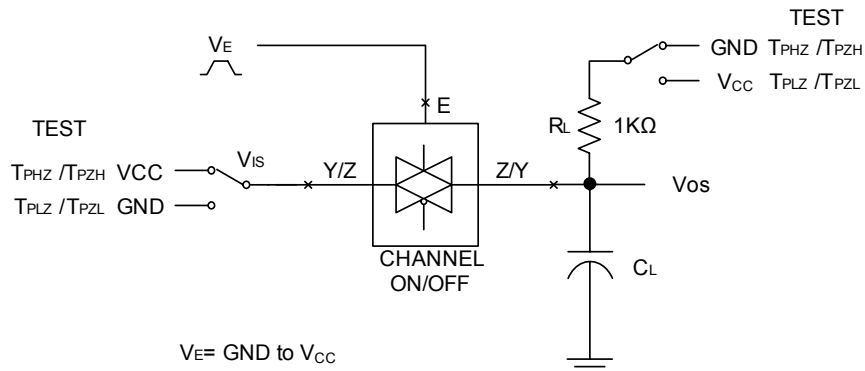 TEST
GND TPHZ /TPZH
VCC TPLZ /TPZL
VE
E
RL 1KΩ
TEST
TPHZ /TPZH VCC
VIS
Y/Z
Z/Y
Vos
TPLZ /TPZL GND
CHANNEL
ON/OFF
CL
VE= GND to VCC